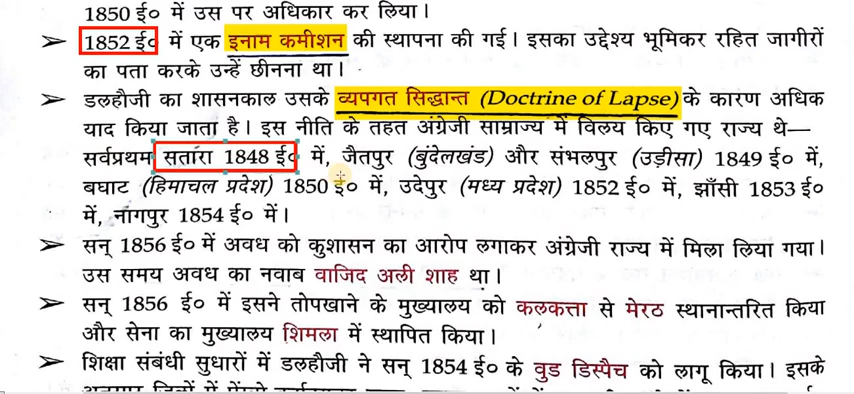 1850 ई० में उस पर अधिकार कर लिया।
➢ 1852 ई० में एक इनाम कमीशन की स्थापना की गई। इसका उद्देश्य भूमिकर रहित जागीरों
का पता करके उन्हें छीनना था।
➢ डलहौजी का शासनकाल उसके व्यपगत सिद्धान्त (Doctrine of Lapse) के कारण अधिक
याद किया जाता है। इस नीति के तहत अंग्रेजी साम्राज्य में विलय किए गए राज्य थे—
सर्वप्रथम सतारा 1848 ई० में, जैतपुर (बुंदेलखंड) और संभलपुर (उड़ीसा) 1849 ई० में,
बघाट (हिमाचल प्रदेश) 1850 ई० में, उदेपुर (मध्य प्रदेश) 1852 ई० में, झाँसी 1853 ई०
में, नागपुर 1854 ई० में।
➢ सन् 1856 ई० में अवध को कुशासन का आरोप लगाकर अंग्रेजी राज्य में मिला लिया गया।
उस समय अवध का नवाब वाजिद अली शाह था।
➢ सन् 1856 ई० में इसने तोपखाने के मुख्यालय को कलकत्ता से मेरठ स्थानान्तरित किया
और सेना का मुख्यालय शिमला में स्थापित किया।
➢ शिक्षा संबंधी सुधारों में डलहौजी ने सन् 1854 ई० के वुड डिस्पैच को लागू किया। इसके